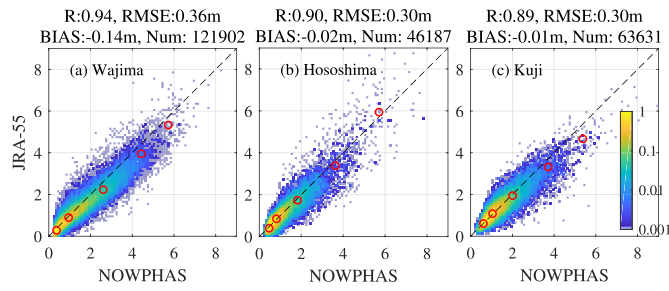 R:0.94, RMSE:0.36m
BIAS:-0.14m, Num: 121902
R:0.90, RMSE:0.30m
BIAS:-0.02m, Num: 46187
R:0.89, RMSE:0.30m
BIAS:-0.01m, Num: 63631
(a) Wajima
(b) Hososhima
(c) Kuji
JRA-55
8
6
4
2
0
0 2 4 6 8
0 2 4 6 8
0 2 4 6 8
1
0.1
0.01
0.001
NOWPHAS
NOWPHAS
NOWPHAS